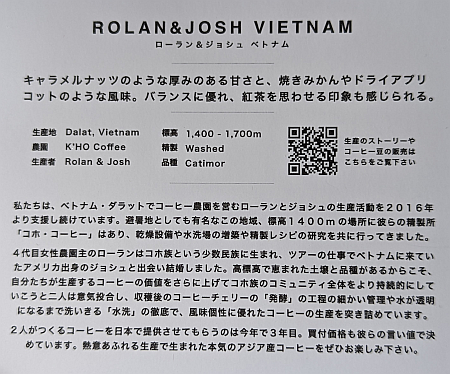 ROLAN&JOSH VIETNAM
ローラン&ジョシュ ベトナム
キャラメルナッツのような厚みのある甘さと、焼きみかんやドライアプリ
コットのような風味。バランスに優れ、紅茶を思わせる印象も感じられる。
生産地 Dalat, Vietnam 標高 1,400 - 1,700m
農園 K'HO Coffee 精製 Washed
生産者 Rolan & Josh 品種 Catimor
生産のストーリーや
コーヒー豆の販売は
こちらをご覧下さい
私たちは、ベトナム・ダラットでコーヒー農園を営むローランとジョシュの生産活動を2016年
より支援し続けています。避暑地としても有名なこの地域、標高1400mの場所に彼らの精製所
「コホ・コーヒー」はあり、乾燥設備や水洗場の増築や精製レシピの研究を共に行ってきました。
4代目女性農園主のローランはコホ族という少数民族に生まれ、ツアーの仕事でベトナムに来てい
たアメリカ出身のジョシュと出会い結婚しました。高標高で恵まれた土壌と品種があるからこそ、
自分たちが生産するコーヒーの価値をさらに上げてコホ族のコミュニティ全体をより持続的にして
いこうと二人は意気投合し、収穫後のコーヒーチェリーの「発酵」の工程の細かい管理や水が透明
になるまで洗いきる「水洗」の徹底で、風味個性に優れたコーヒーの生産を突き詰めています。
2人がつくるコーヒーを日本で提供させてもらうのは今年で3年目。買付価格も彼らの言い値で決
めています。熱意あふれる生産で生まれた本気のアジア産コーヒーをぜひお楽しみ下さい。